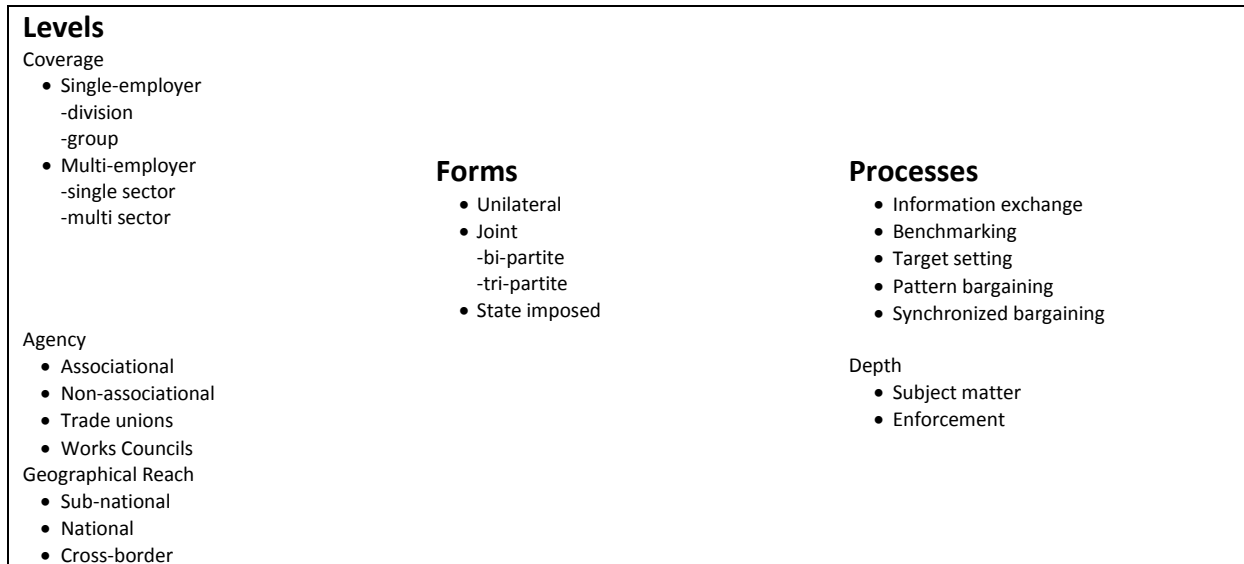 Levels
Coverage
• Single-employer
-division
-group
• Multi-employer
-single sector
-multi sector
Agency
• Associational
• Non-associational
• Trade unions
• Works Councils
Geographical Reach
• Sub-national
• National
• Cross-border
Forms
• Unilateral
• Joint
-bi-partite
-tri-partite
• State imposed
Processes
• Information exchange
• Benchmarking
• Target setting
• Pattern bargaining
• Synchronized bargaining
Depth
• Subject matter
• Enforcement